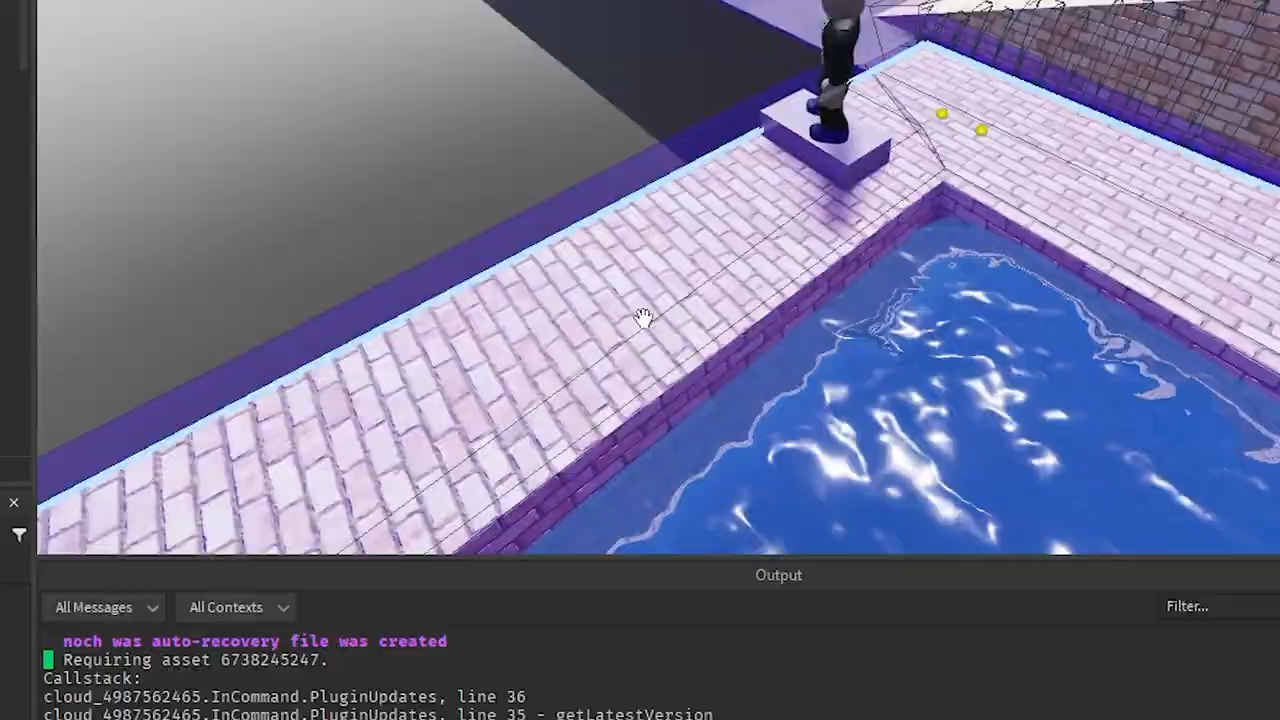 Output
All Messages All Contexts Filter...
noch was auto-recovery file was created
Requiring asset 6738245247.
Callstack:
cloud_4987562465.InCommand.PluginUpdates, line 36
cloud_4987562465.InCommand.PluginUpdates, line 35 - getLatestVersion